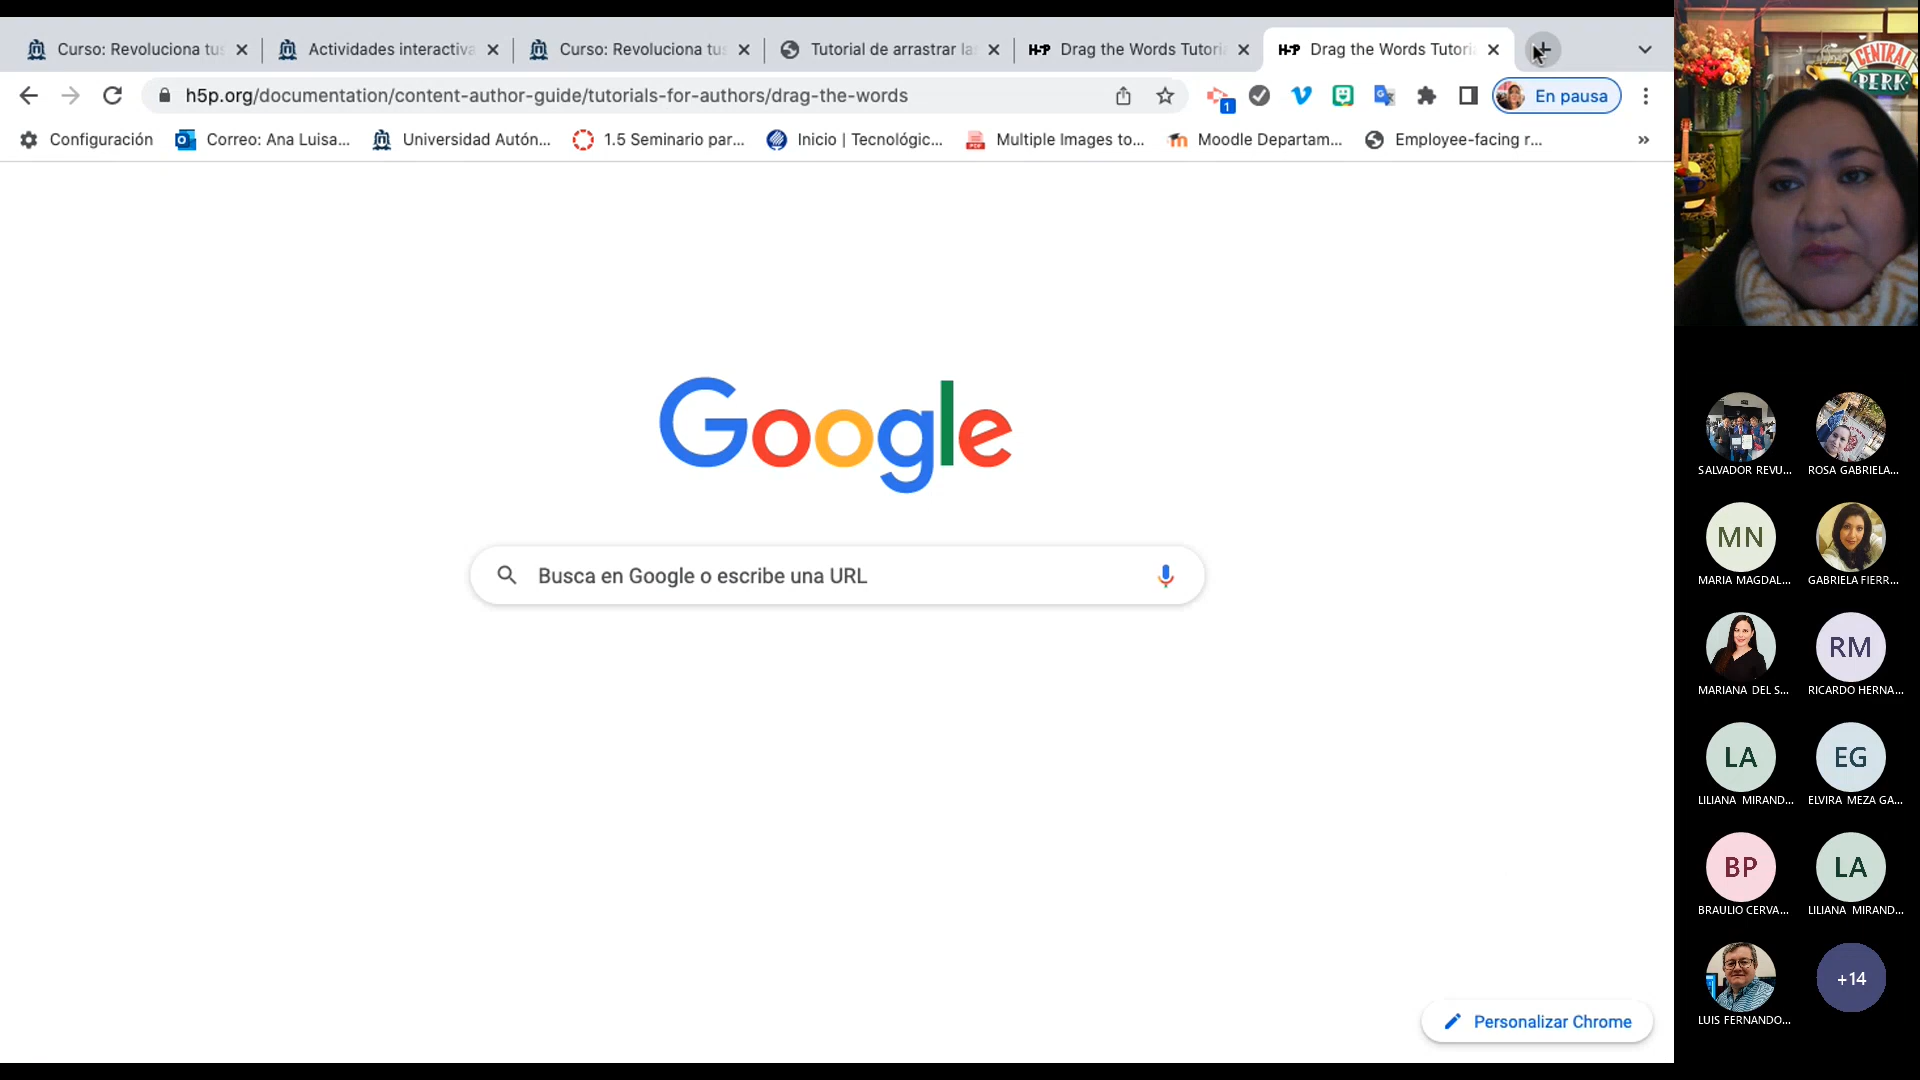 Curso: Revoluciona tus
Actividades interactiva
Curso: Revoluciona tus
Tutorial de arrastrar la
H-P Drag the Words Tutori
H-P Drag the Words Tutori
h5p.org/documentation/content-author-guide/tutorials-for-authors/drag-the-words
1
En pausa
Configuración
Correo: Ana Luisa...
Universidad Autón...
1.5 Seminario par...
Inicio | Tecnológic...
Multiple Images to...
Moodle Departam...
Employee-facing r...
»
CENTRAL
PERK
Google
Busca en Google o escribe una URL
Personalizar Chrome
SALVADOR REVU...
ROSA GABRIELA...
MN
MARIA MAGDAL...
GABRIELA FIERR...
MARIANA DEL S...
RM
RICARDO HERNA...
LA
LILIANA MIRAND...
EG
ELVIRA MEZA GA...
BP
BRAULIO CERVA...
LA
LILIANA MIRAND...
LUIS FERNANDO...
+14